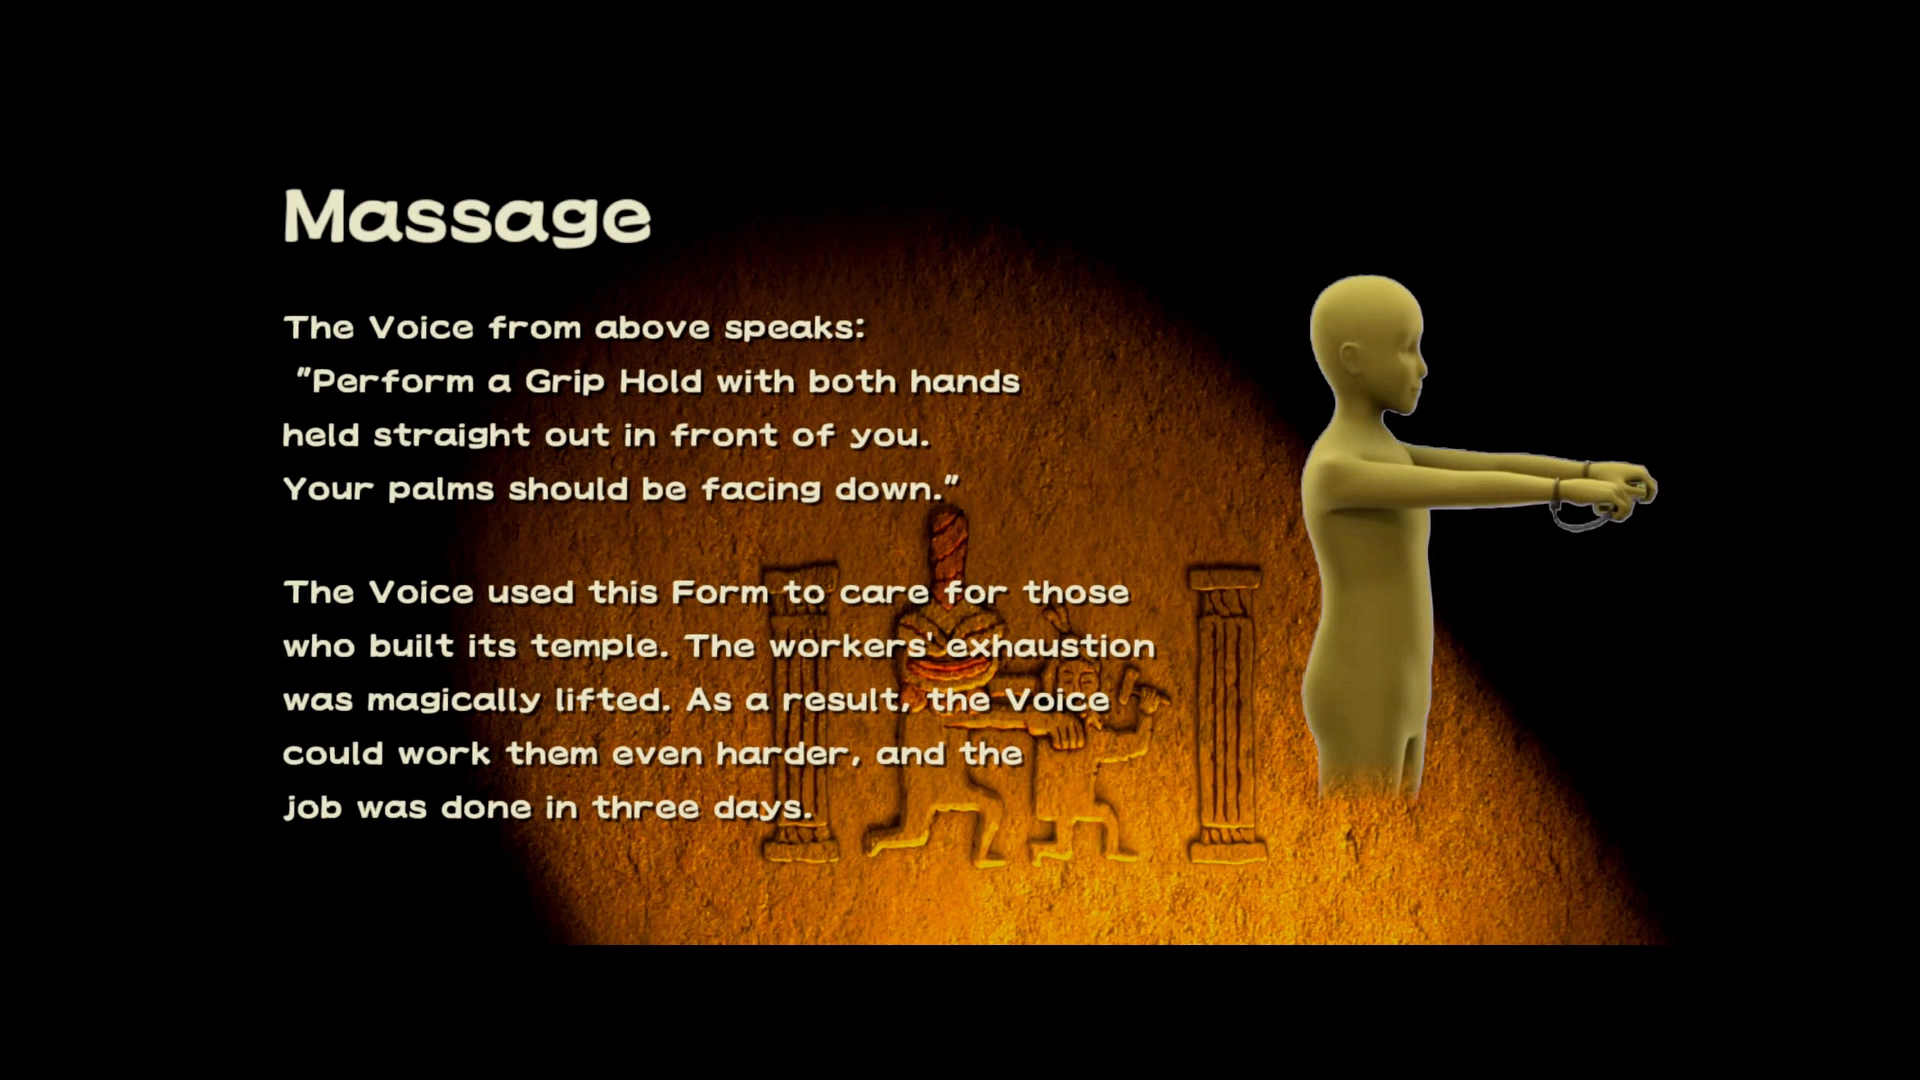 Massage
The Voice from above speaks:
"Perform a Grip Hold with both hands
held straight out in front of you.
Your palms should be facing down."
The Voice used this Form to care for those
who built its temple. The workers' exhaustion
was magically lifted. As a result, the Voice
could work them even harder, and the
job was done in three days.